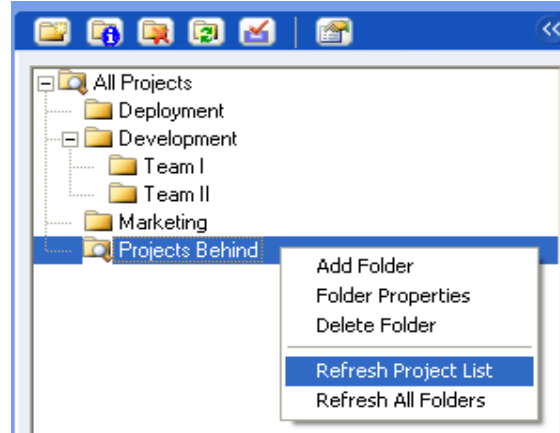 All Projects
Deployment
Development
Team I
Team II
Marketing
Projects Behind
Add Folder
Folder Properties
Delete Folder
Refresh Project List
Refresh All Folders